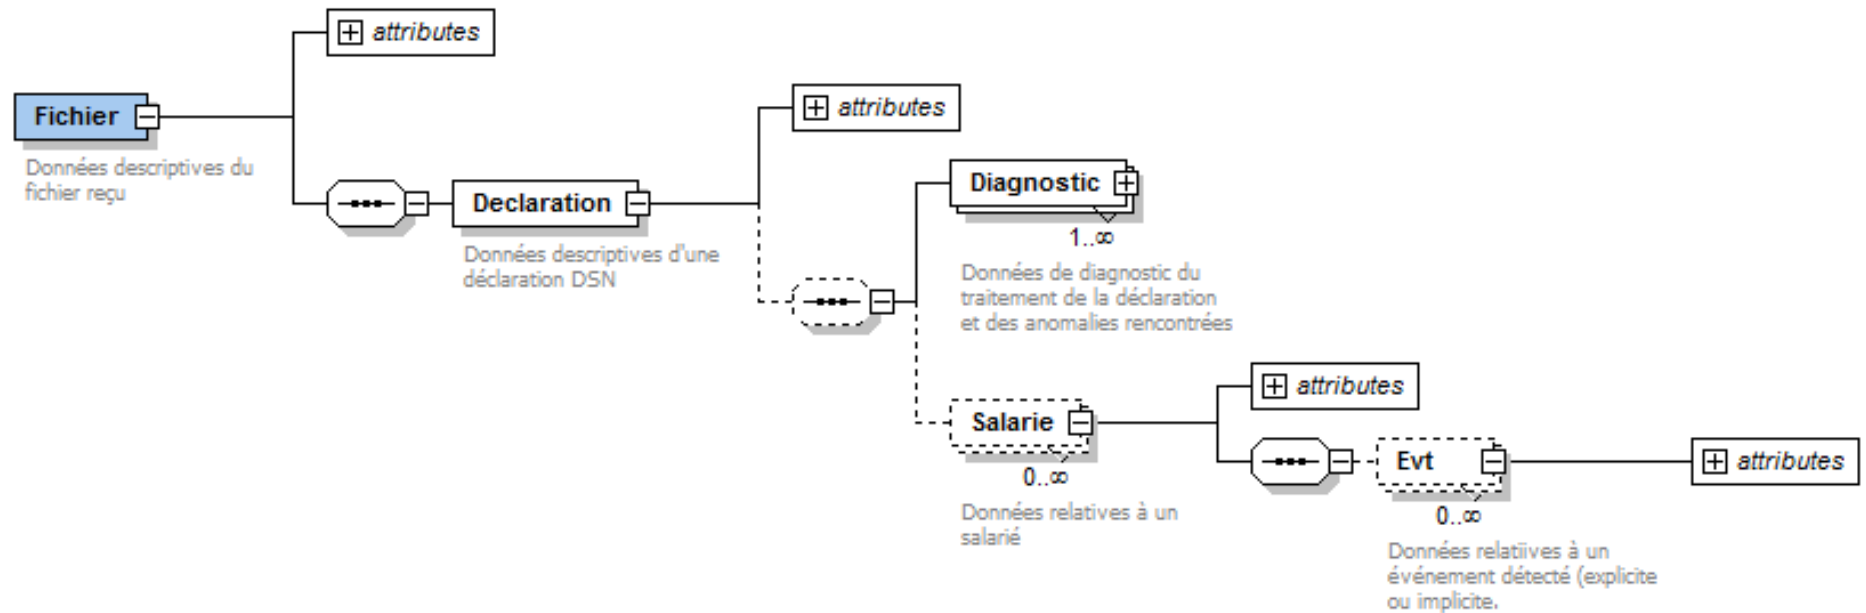 attributes
Fichier
Données descriptives du
fichier reçu
attributes
Declaration
Données descriptives d'une
déclaration DSN
Diagnostic
1..∞
Données de diagnostic du
traitement de la déclaration
et des anomalies rencontrées
attributes
Salarie
0..∞
Données relatives à un
salarié
Evt
0..∞
Données relatiives à un
événement détecté (explicite
ou implicite.
attributes